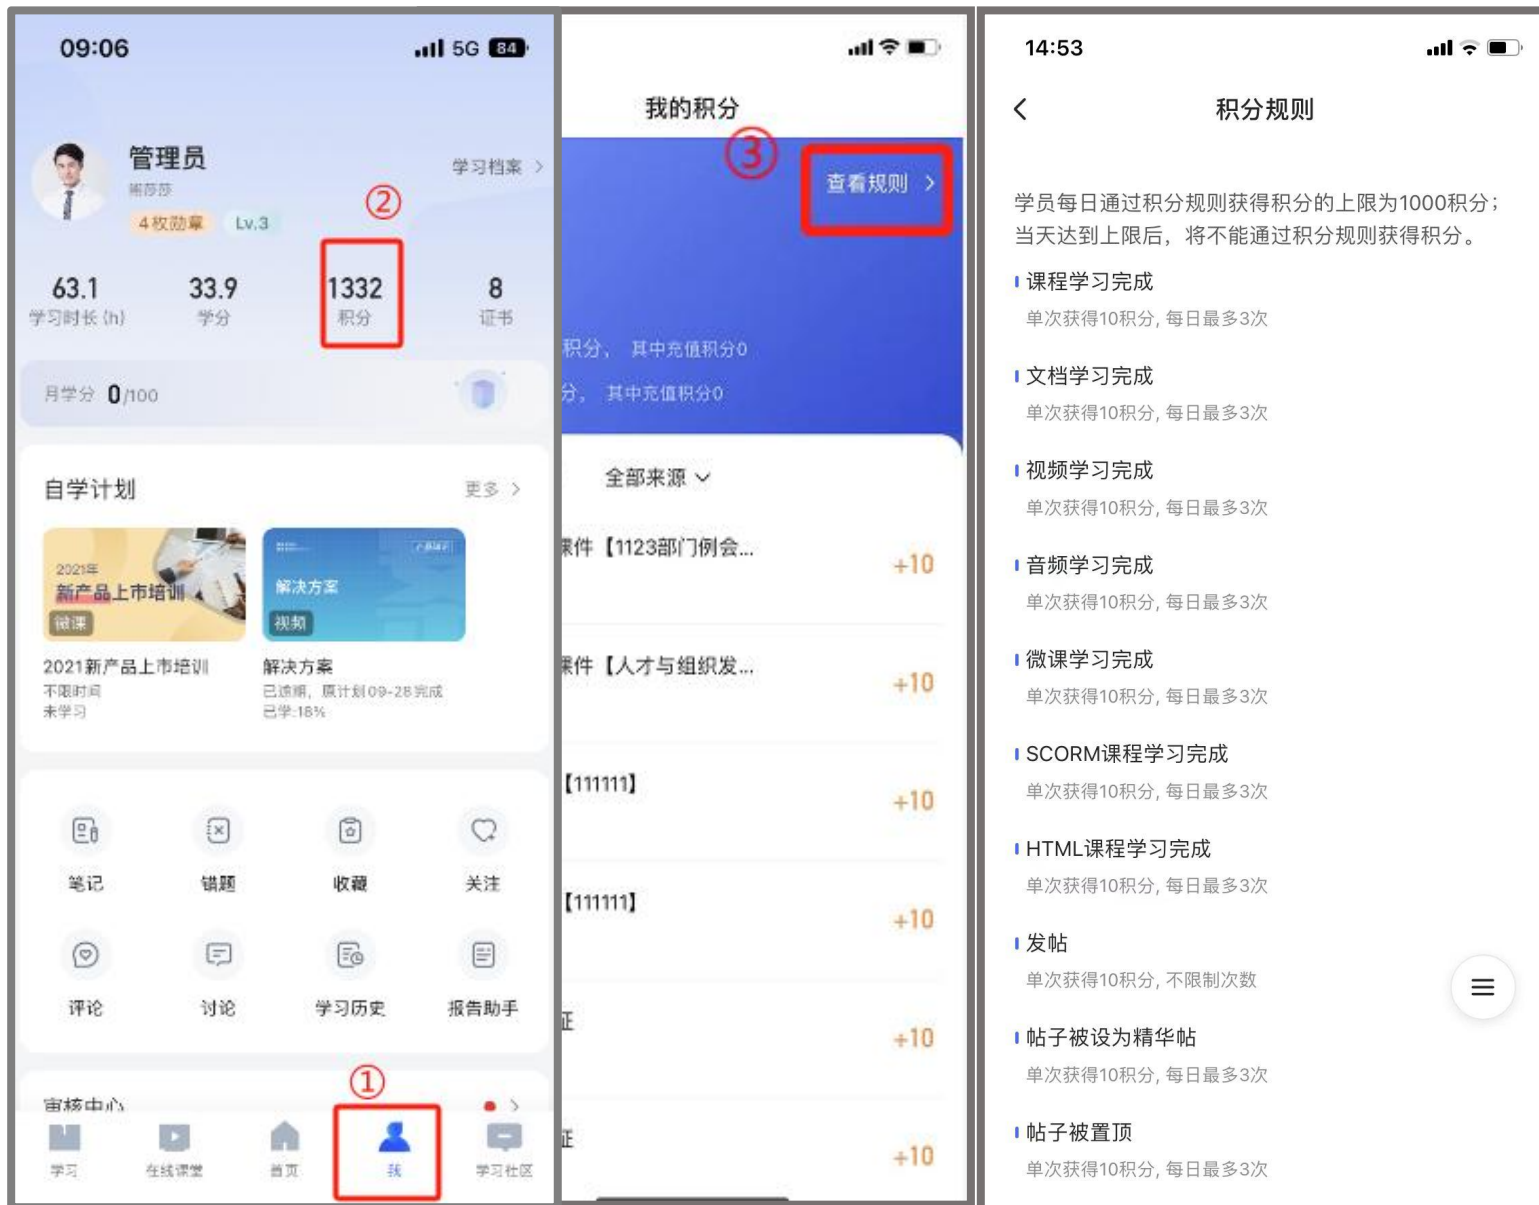 09:06
5G 84
管理员
熊莎莎
学习档案
②
4枚勋章 Lv.3
63.1 33.9 1332 8
学习时长 (h) 学分 积分 证书
月学分 0/100
自学计划
更多
2021年
新产品上市培训
微课
解决方案
视频
2021新产品上市培训
不限时间
未学习
解决方案
已逾期，原计划09-28完成
已学:18%
笔记 错题 收藏 关注
评论 讨论 学习历史 报告助手
①
审核中心
学习 在线课堂 首页 我 学习社区
我的积分
③
查看规则
积分， 其中充值积分0
分， 其中充值积分0
全部来源
课件【1123部门例会...
+10
课件【人才与组织发...
+10
【111111】
+10
【111111】
+10
证
+10
证
+10
14:53
积分规则
学员每日通过积分规则获得积分的上限为1000积分；
当天达到上限后，将不能通过积分规则获得积分。
课程学习完成
单次获得10积分, 每日最多3次
文档学习完成
单次获得10积分, 每日最多3次
视频学习完成
单次获得10积分, 每日最多3次
音频学习完成
单次获得10积分, 每日最多3次
微课学习完成
单次获得10积分, 每日最多3次
SCORM课程学习完成
单次获得10积分, 每日最多3次
HTML课程学习完成
单次获得10积分, 每日最多3次
发帖
单次获得10积分, 不限制次数
帖子被设为精华帖
单次获得10积分, 每日最多3次
帖子被置顶
单次获得10积分, 每日最多3次